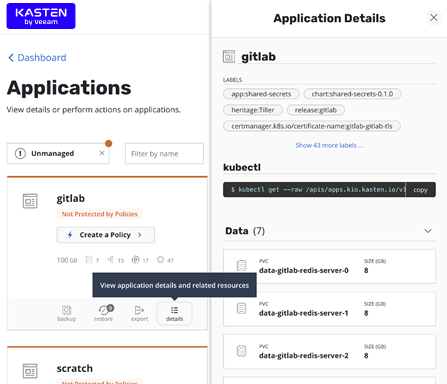 KASTEN
by veeam
Dashboard
Applications
View details or perform actions on applications.
Unmanaged
Filter by name
gitlab
Not Protected by Policies
Create a Policy
100 GB
7
15
17
47
View application details and related resources
backup
restore
0
export
details
scratch
Not Protected by Policies
Application Details
gitlab
LABELS
app:shared-secrets
chart:shared-secrets-0.1.0
heritage:Tiller
release:gitlab
certmanager.k8s.io/certificate-name:gitlab-gitlab-tls
Show 43 more labels ...
kubectl
$ kubectl get --raw /apis/apps.kio.kasten.io/v1
copy
Data (7)
PVC SIZE (GB)
data-gitlab-redis-server-0 8
PVC SIZE (GB)
data-gitlab-redis-server-1 8
PVC SIZE (GB)
data-gitlab-redis-server-2 8
PVC SIZE (GB)